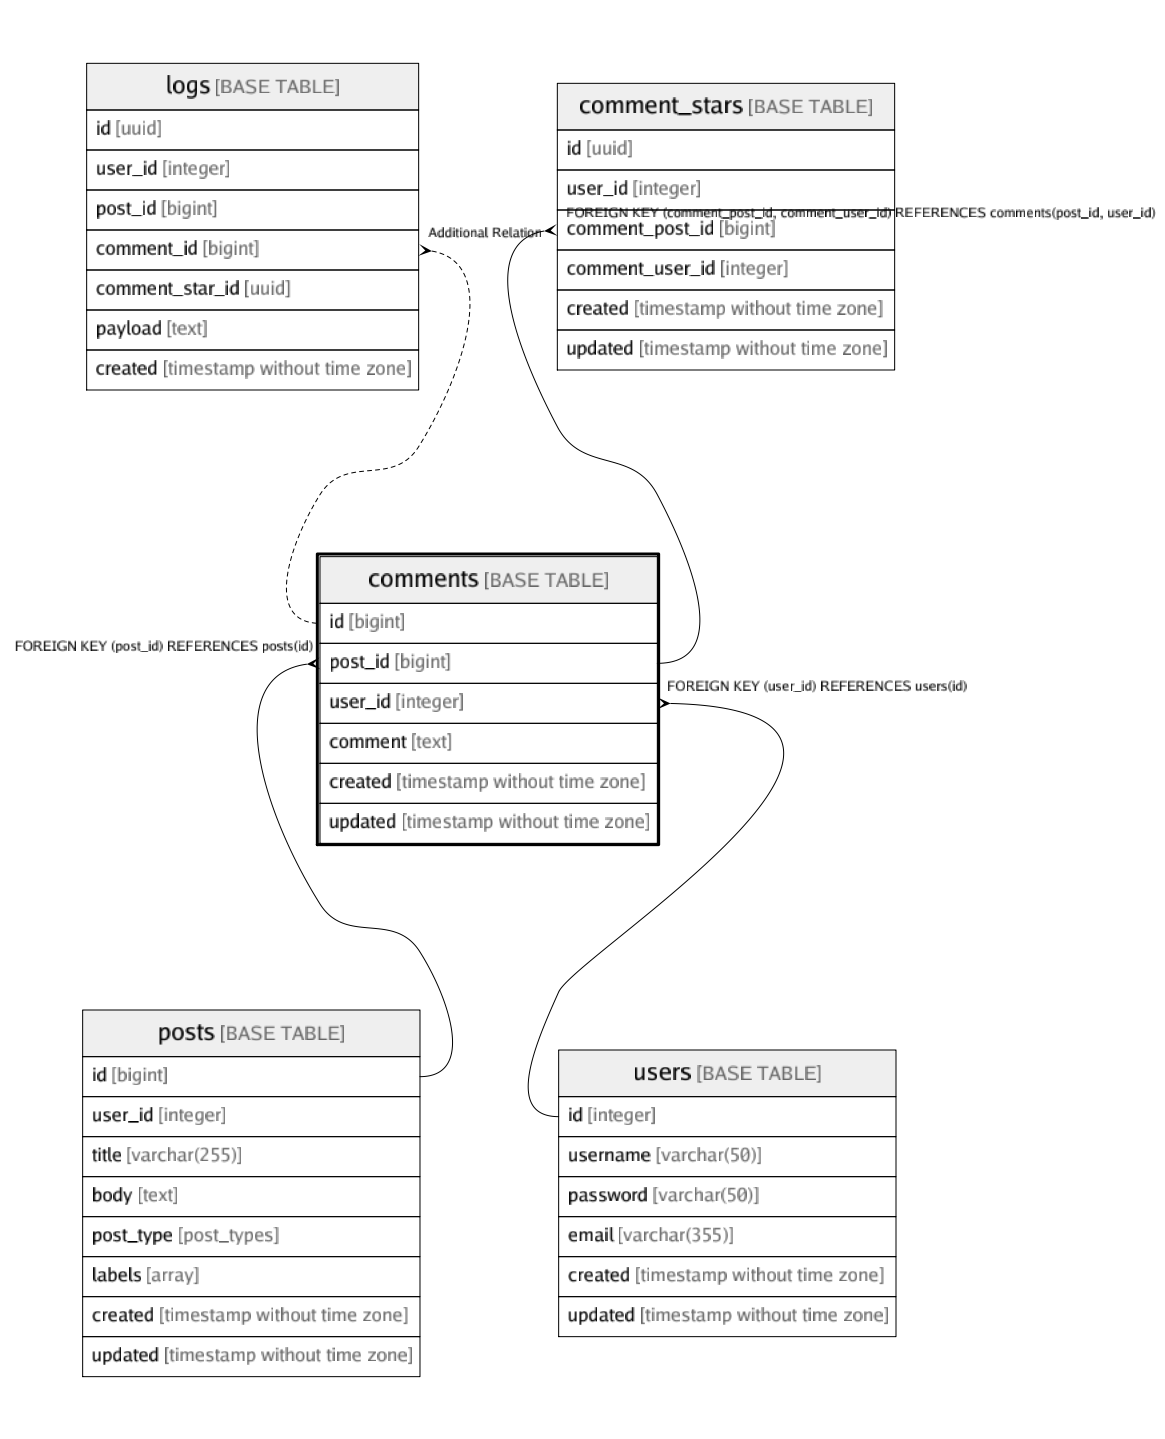 logs [BASE TABLE]
id [uuid]
user_id [integer]
post_id [bigint]
comment_id [bigint]
comment_star_id [uuid]
payload [text]
created [timestamp without time zone]
Additional Relation
comment_stars [BASE TABLE]
id [uuid]
user_id [integer]
FOREIGN KEY (comment_post_id, comment_user_id) REFERENCES comments(post_id, user_id)
comment_post_id [bigint]
comment_user_id [integer]
created [timestamp without time zone]
updated [timestamp without time zone]
comments [BASE TABLE]
id [bigint]
FOREIGN KEY (post_id) REFERENCES posts(id)
post_id [bigint]
FOREIGN KEY (user_id) REFERENCES users(id)
user_id [integer]
comment [text]
created [timestamp without time zone]
updated [timestamp without time zone]
posts [BASE TABLE]
id [bigint]
user_id [integer]
title [varchar(255)]
body [text]
post_type [post_types]
labels [array]
created [timestamp without time zone]
updated [timestamp without time zone]
users [BASE TABLE]
id [integer]
username [varchar(50)]
password [varchar(50)]
email [varchar(355)]
created [timestamp without time zone]
updated [timestamp without time zone]